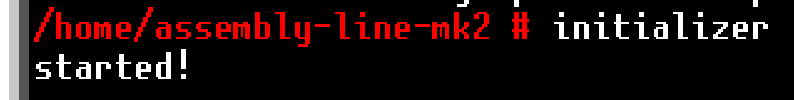 /home/assembly-line-mk2 # initializer
started!